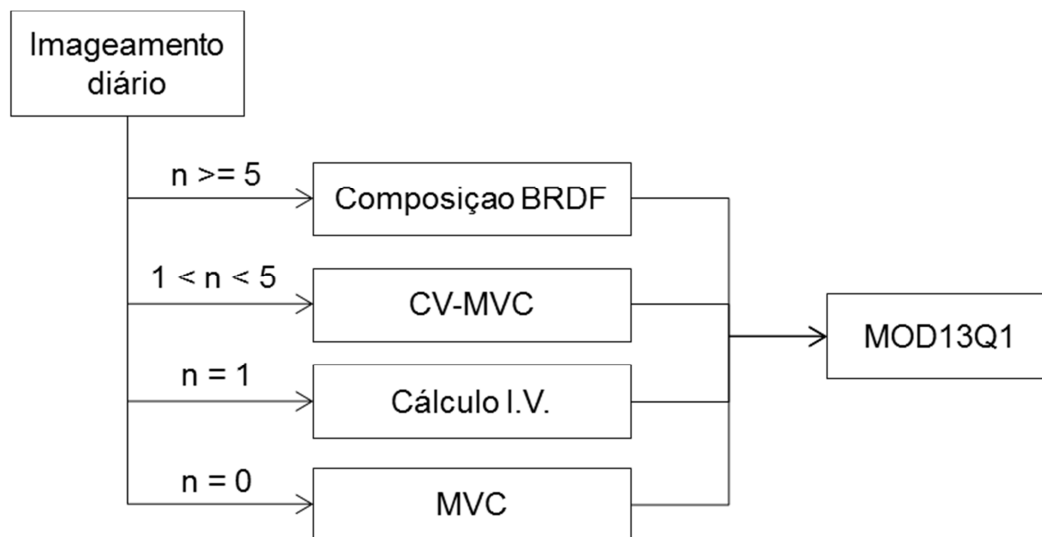 Imageamento
diário
n >= 5
Composiçao BRDF
1 < n < 5
CV-MVC
n = 1
Cálculo I.V.
n = 0
MVC
MOD13Q1